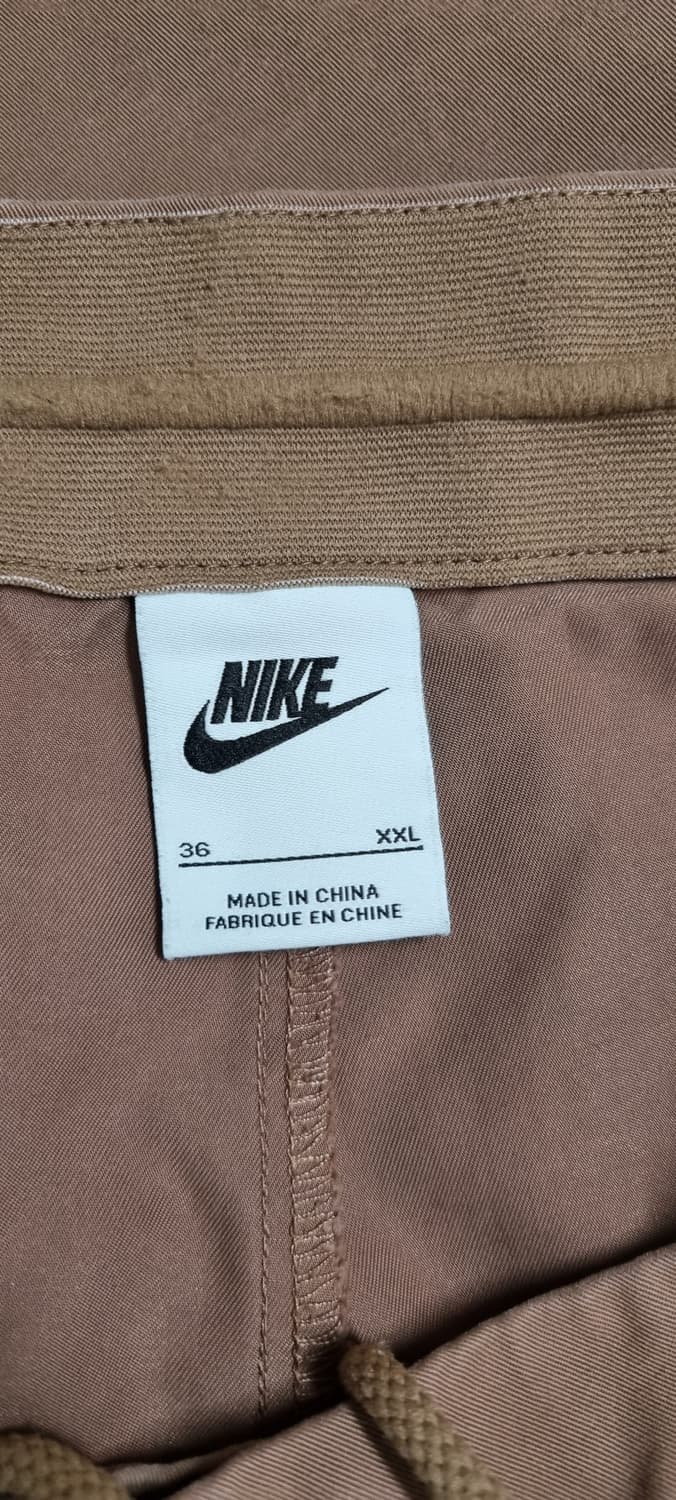 NIKE
36 XXL
MADE IN CHINA
FABRIQUE EN CHINE